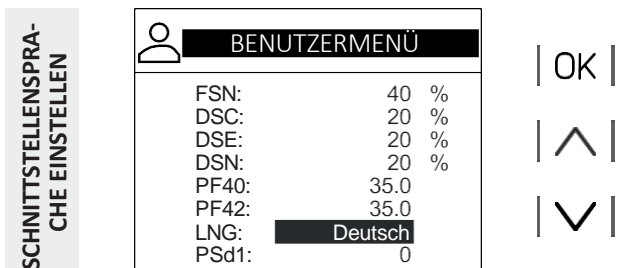 SCHNITTSTELLENSPRA-
CHE EINSTELLEN
BENUTZERMENÜ
FSN: 40 %
DSC: 20 %
DSE: 20 %
DSN: 20 %
PF40: 35.0
PF42: 35.0
LNG: Deutsch
PSd1: 0
OK